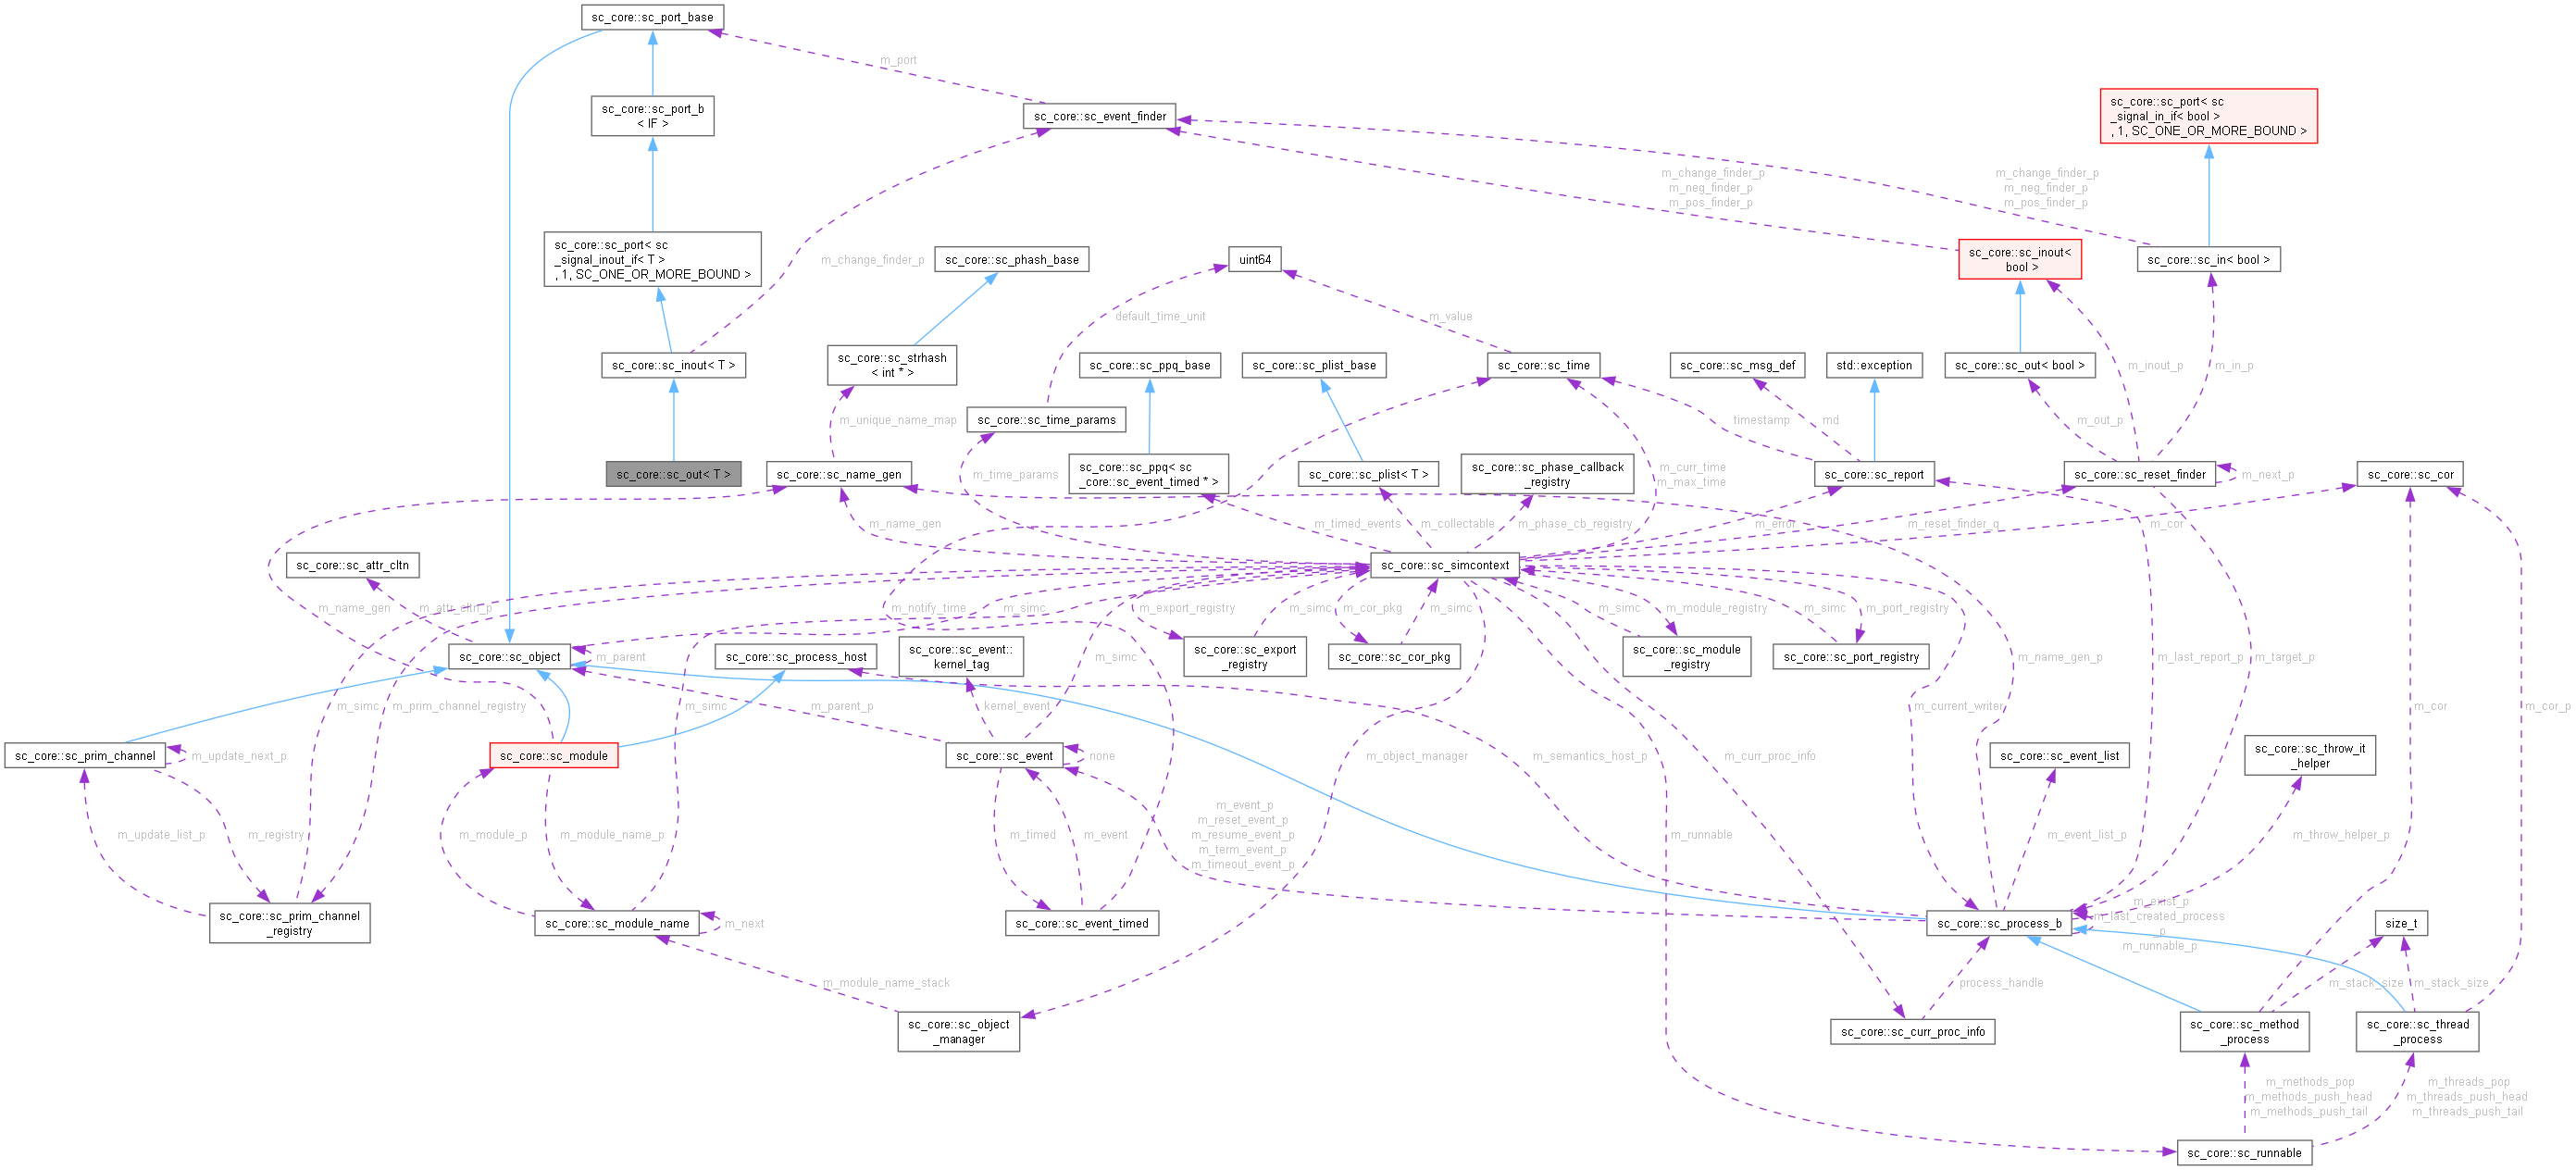 sc_core::sc_port_base
m_port
sc_core::sc_port_b
< IF >
sc_core::sc_event_finder
sc_core::sc_port< sc
_signal_in_if< bool >
, 1, SC_ONE_OR_MORE_BOUND >
m_change_finder_p
m_neg_finder_p
m_pos_finder_p
m_change_finder_p
m_neg_finder_p
m_pos_finder_p
sc_core::sc_port< sc
_signal_inout_if< T >
, 1, SC_ONE_OR_MORE_BOUND >
m_change_finder_p
sc_core::sc_phash_base
uint64
sc_core::sc_inout<
bool >
sc_core::sc_in< bool >
default_time_unit
m_value
sc_core::sc_inout< T >
sc_core::sc_strhash
< int * >
sc_core::sc_ppq_base
sc_core::sc_plist_base
sc_core::sc_time
sc_core::sc_msg_def
std::exception
sc_core::sc_out< bool >
m_inout_p
m_in_p
m_unique_name_map
sc_core::sc_time_params
timestamp
md
m_out_p
sc_core::sc_out< T >
sc_core::sc_name_gen
m_time_params
sc_core::sc_ppq< sc
_core::sc_event_timed * >
sc_core::sc_plist< T >
sc_core::sc_phase_callback
_registry
m_curr_time
m_max_time
sc_core::sc_report
sc_core::sc_reset_finder
m_next_p
sc_core::sc_cor
m_name_gen
m_timed_events
m_collectable
m_phase_cb_registry
m_error
m_reset_finder_q
m_cor
sc_core::sc_attr_cltn
sc_core::sc_simcontext
m_name_gen
m_attr_cltn_p
m_notify_time
m_simc
m_export_registry
m_simc
m_cor_pkg
m_simc
m_simc
m_module_registry
m_simc
m_port_registry
sc_core::sc_object
m_parent
sc_core::sc_process_host
sc_core::sc_event::
kernel_tag
m_simc
sc_core::sc_export
_registry
sc_core::sc_cor_pkg
sc_core::sc_module
_registry
sc_core::sc_port_registry
m_name_gen_p
m_last_report_p
m_target_p
m_simc
m_prim_channel_registry
m_simc
m_parent_p
kernel_event
m_current_writer
m_cor
m_cor_p
sc_core::sc_prim_channel
m_update_next_p
sc_core::sc_module
sc_core::sc_event
none
m_object_manager
m_semantics_host_p
m_curr_proc_info
sc_core::sc_event_list
sc_core::sc_throw_it
_helper
m_update_list_p
m_registry
m_module_p
m_module_name_p
m_timed
m_event
m_event_p
m_reset_event_p
m_resume_event_p
m_term_event_p
m_timeout_event_p
m_runnable
m_event_list_p
m_throw_helper_p
sc_core::sc_prim_channel
_registry
sc_core::sc_module_name
m_next
sc_core::sc_event_timed
sc_core::sc_process_b
m_exist_p
m_last_created_process
_p
m_runnable_p
size_t
m_module_name_stack
process_handle
m_stack_size
m_stack_size
sc_core::sc_object
_manager
sc_core::sc_curr_proc_info
sc_core::sc_method
_process
sc_core::sc_thread
_process
m_methods_pop
m_methods_push_head
m_methods_push_tail
m_threads_pop
m_threads_push_head
m_threads_push_tail
sc_core::sc_runnable